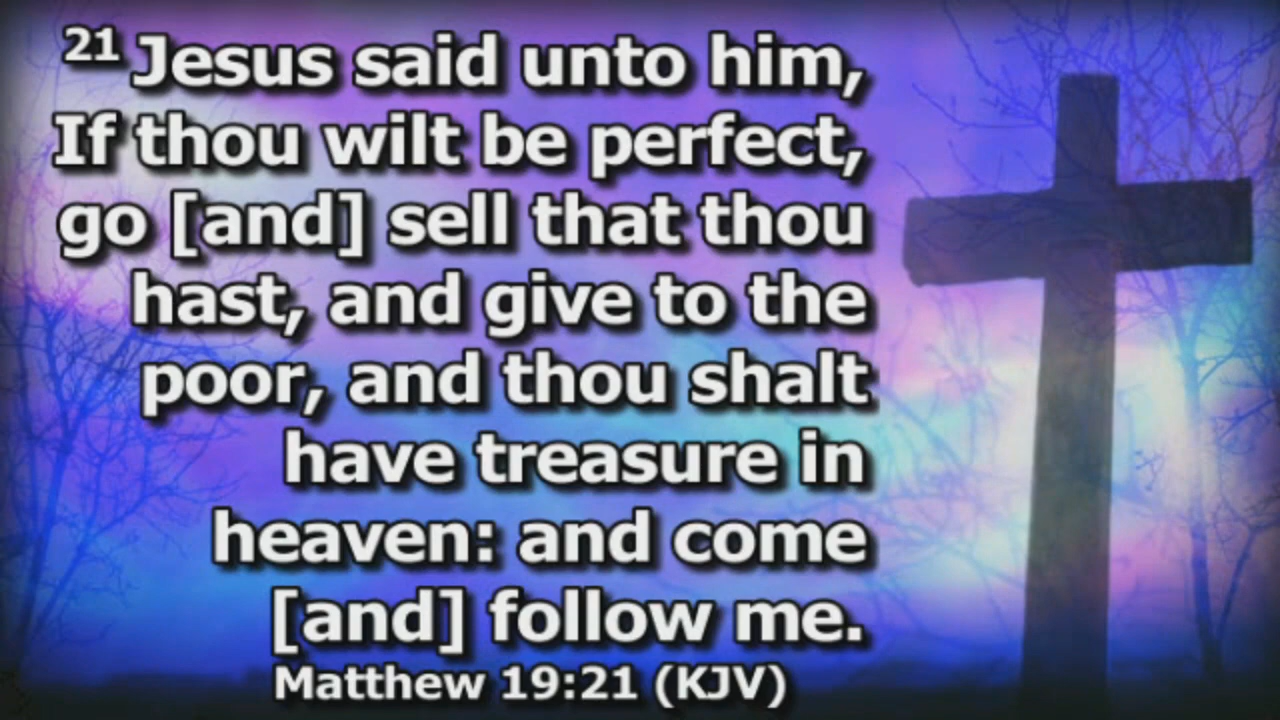 21 Jesus said unto him,
If thou wilt be perfect,
go [and] sell that thou
hast, and give to the
poor, and thou shalt
have treasure in
heaven: and come
[and] follow me.
Matthew 19:21 (KJV)